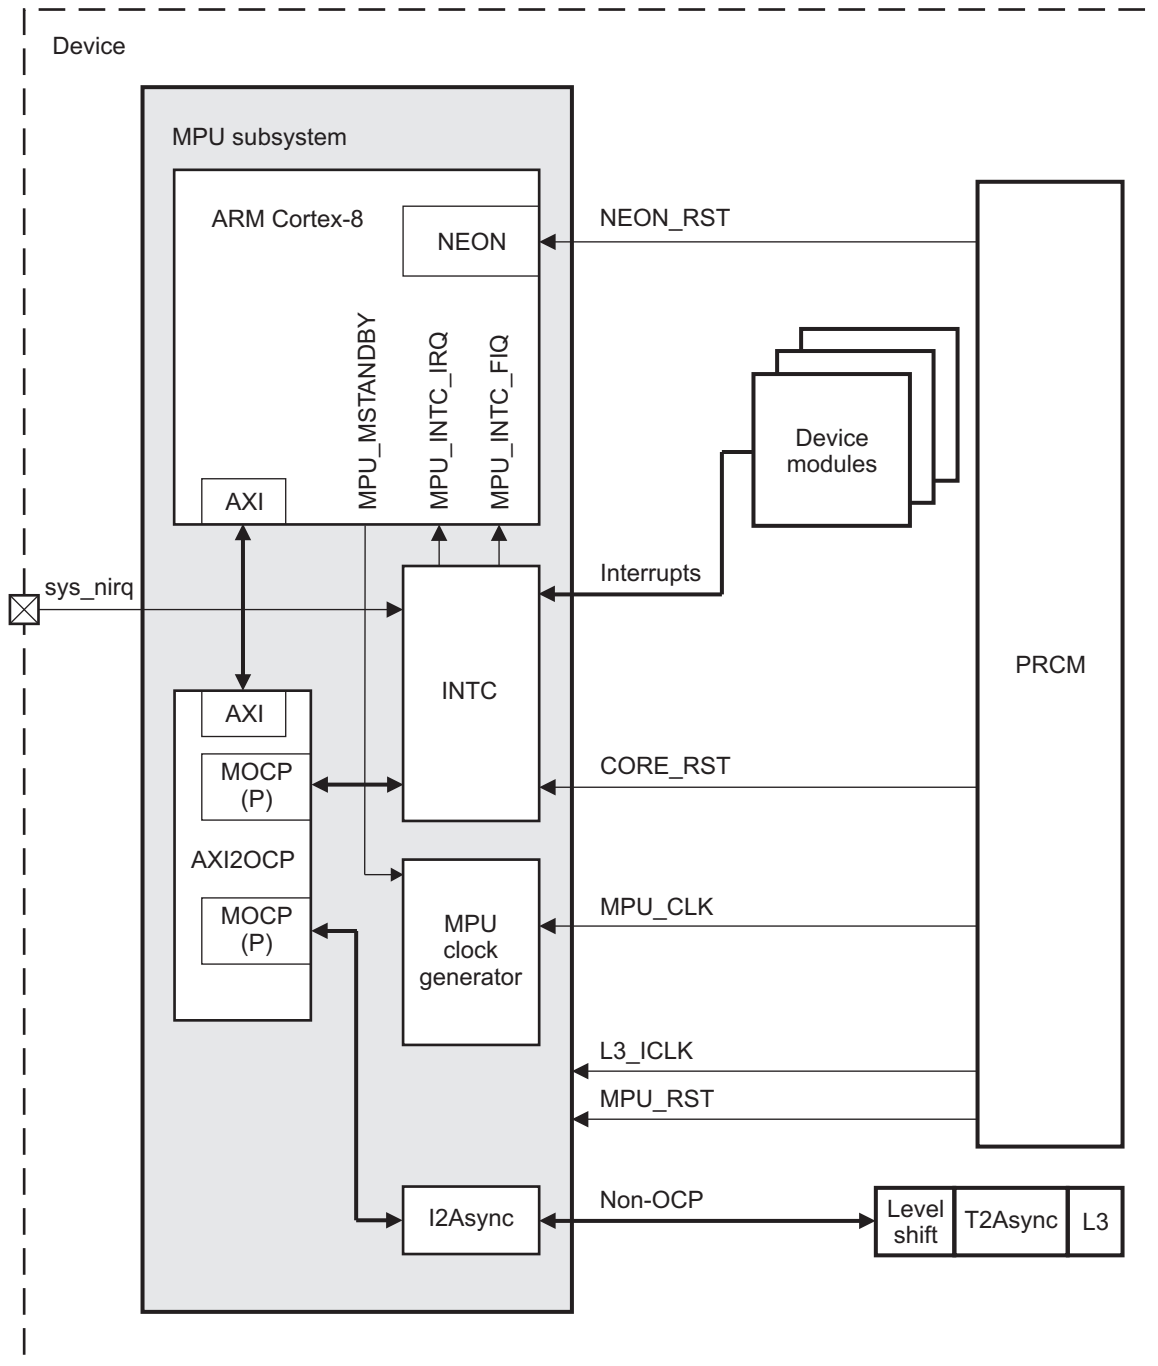 Device
MPU subsystem
ARM Cortex-8
NEON
NEON_RST
MPU_MSTANDBY
MPU_INTC_IRQ
MPU_INTC_FIQ
Device
modules
AXI
sys_nirq
Interrupts
INTC
PRCM
AXI
MOCP
(P)
CORE_RST
AXI2OCP
MOCP
(P)
MPU
clock
generator
MPU_CLK
L3_ICLK
MPU_RST
I2Async
Non-OCP
Level
shift
T2Async
L3